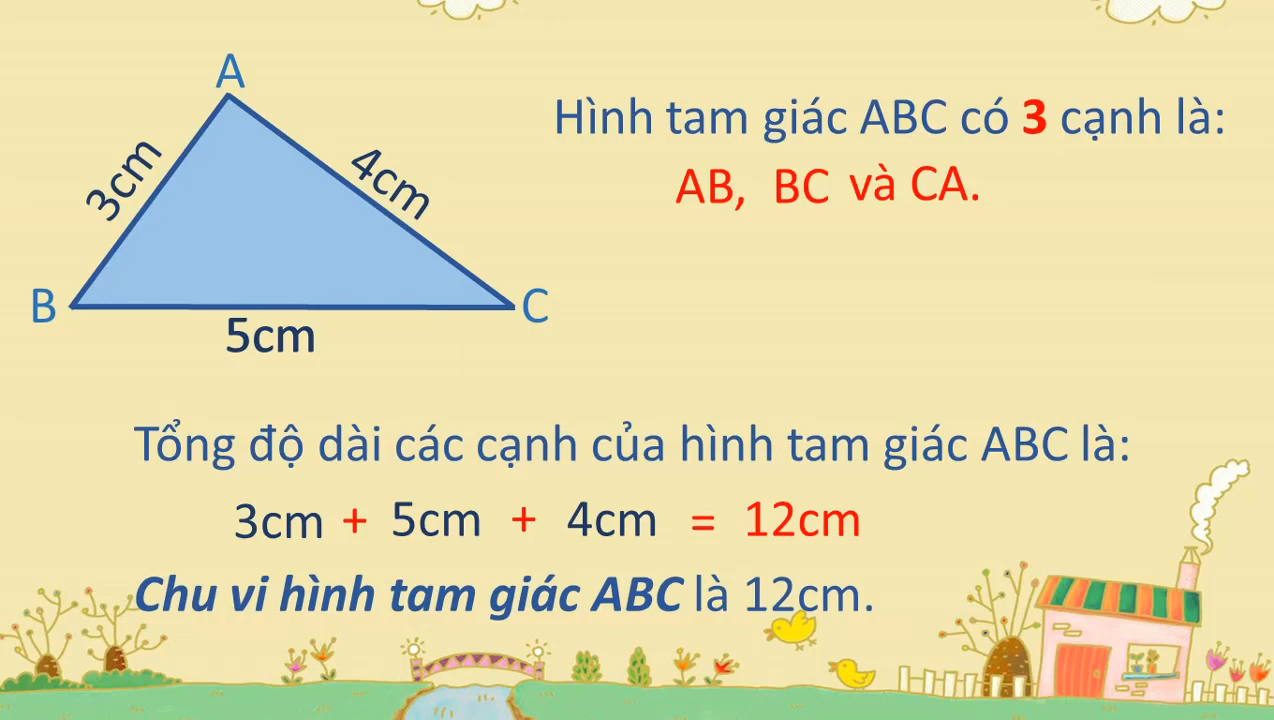 A
Hình tam giác ABC có 3 cạnh là:
3cm
4cm
AB, BC và CA.
B
C
5cm
Tổng độ dài các cạnh của hình tam giác ABC là:
3cm + 5cm + 4cm = 12cm
Chu vi hình tam giác ABC là 12cm.